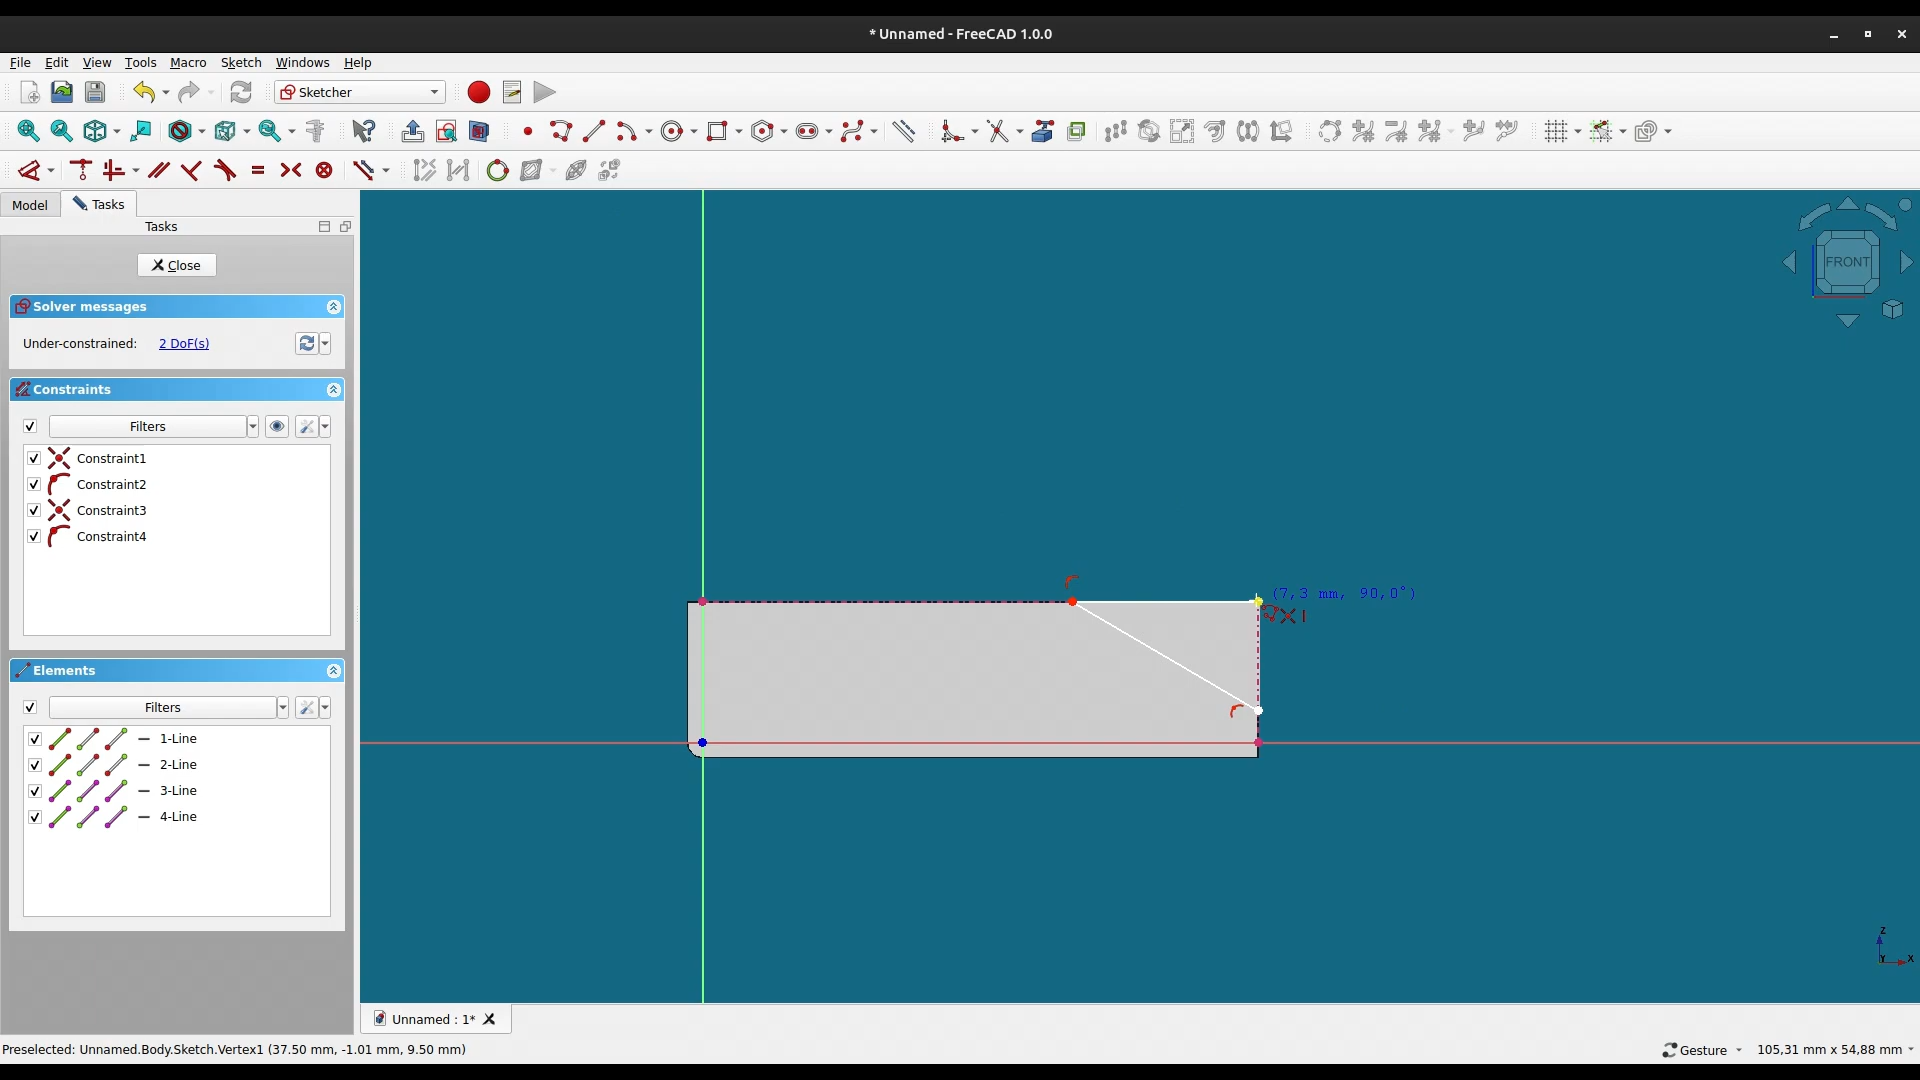 * Unnamed - FreeCAD 1.0.0
File Edit View Tools Macro Sketch Windows Help
Sketcher
Model Tasks
Tasks
Close
Solver messages
Under-constrained: 2 DoF(s)
Constraints
Filters
Constraint1
Constraint2
Constraint3
Constraint4
Elements
Filters
1-Line
2-Line
3-Line
4-Line
FRONT
(7,3 mm, 90,0°)
Z
Y X
Unnamed : 1*
Preselected: Unnamed.Body.Sketch.Vertex1 (37.50 mm, -1.01 mm, 9.50 mm)
Gesture 105,31 mm x 54,88 mm